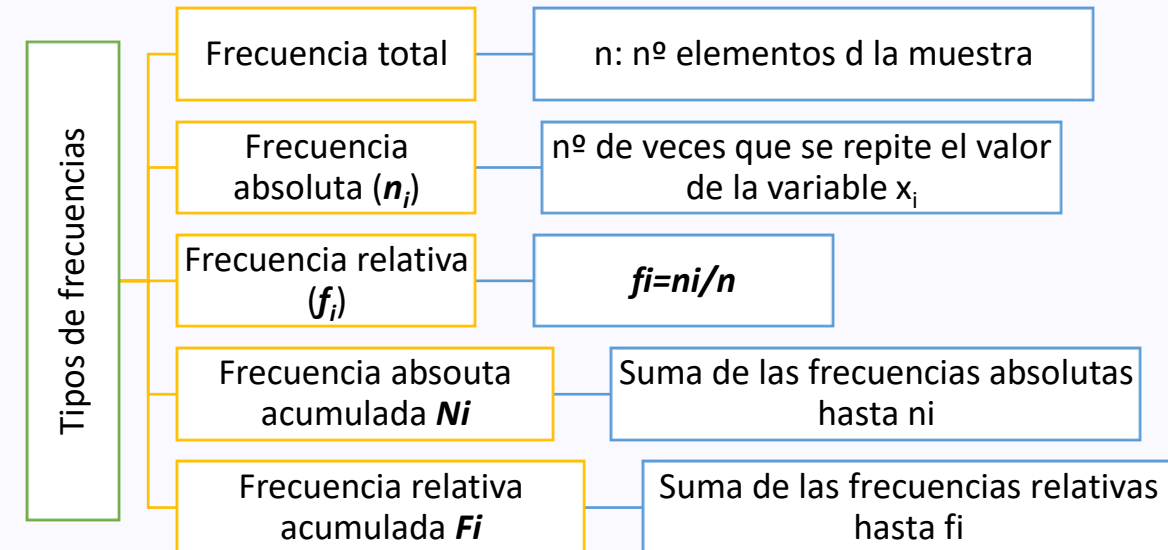 Tipos de frecuencias
Frecuencia total
n: nº elementos d la muestra
Frecuencia
absoluta (ni)
nº de veces que se repite el valor
de la variable xi
Frecuencia relativa
(fi)
fi=ni/n
Frecuencia absouta
acumulada Ni
Suma de las frecuencias absolutas
hasta ni
Frecuencia relativa
acumulada Fi
Suma de las frecuencias relativas
hasta fi